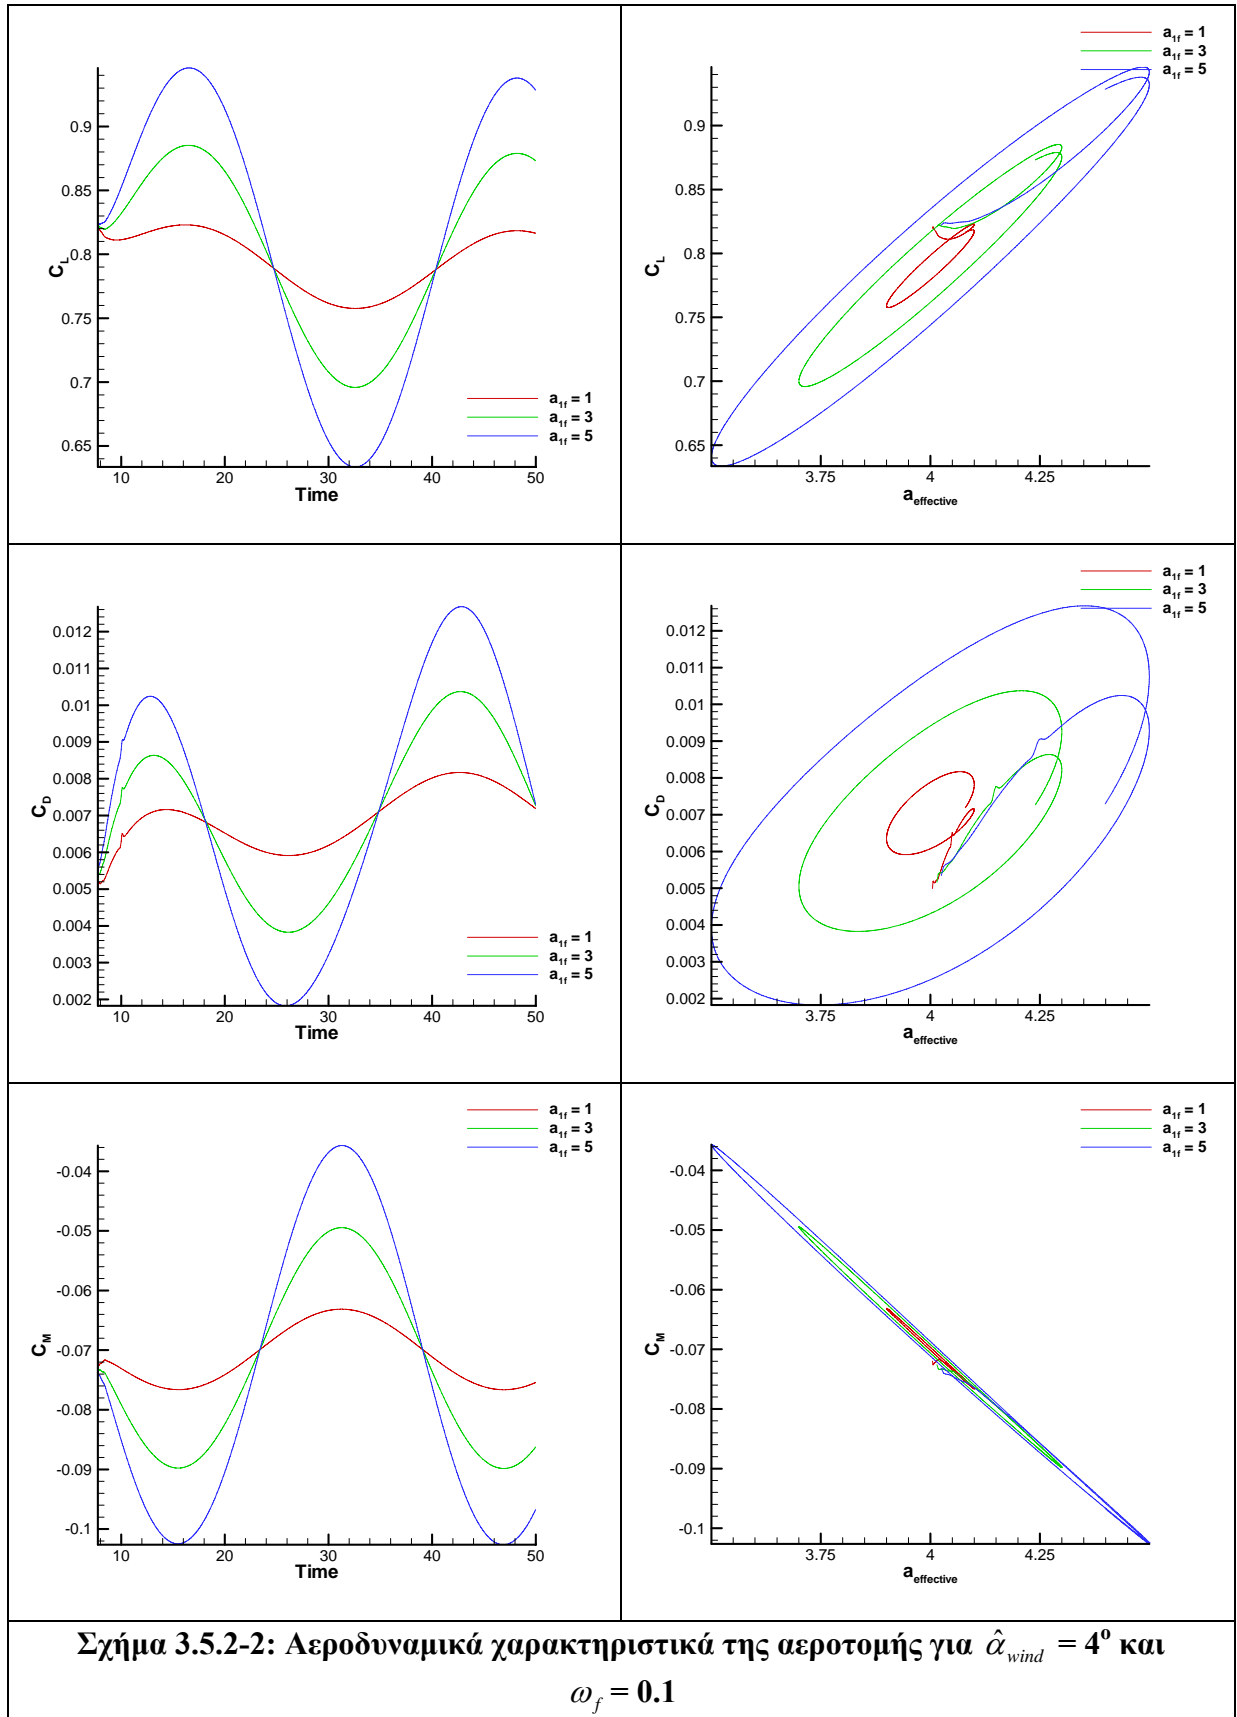 a1f = 1
a1f = 3
a1f = 5
0.9
0.85
0.8
0.75
0.7
0.65
CL
10 20 30 40 50
Time
a1f = 1
a1f = 3
a1f = 5
0.9
0.85
0.8
0.75
0.7
0.65
CL
3.75 4 4.25
aeffective
0.012
0.011
0.01
0.009
0.008
0.007
0.006
0.005
0.004
0.003
0.002
CD
a1f = 1
a1f = 3
a1f = 5
10 20 30 40 50
Time
a1f = 1
a1f = 3
a1f = 5
0.012
0.011
0.01
0.009
0.008
0.007
0.006
0.005
0.004
0.003
0.002
CD
3.75 4 4.25
aeffective
a1f = 1
a1f = 3
a1f = 5
-0.04
-0.05
-0.06
-0.07
-0.08
-0.09
-0.1
CM
10 20 30 40 50
Time
a1f = 1
a1f = 3
a1f = 5
-0.04
-0.05
-0.06
-0.07
-0.08
-0.09
-0.1
CM
3.75 4 4.25
aeffective
Σχήμα 3.5.2-2: Αεροδυναμικά χαρακτηριστικά της αεροτομής για α̂wind = 4° και
ωf = 0.1